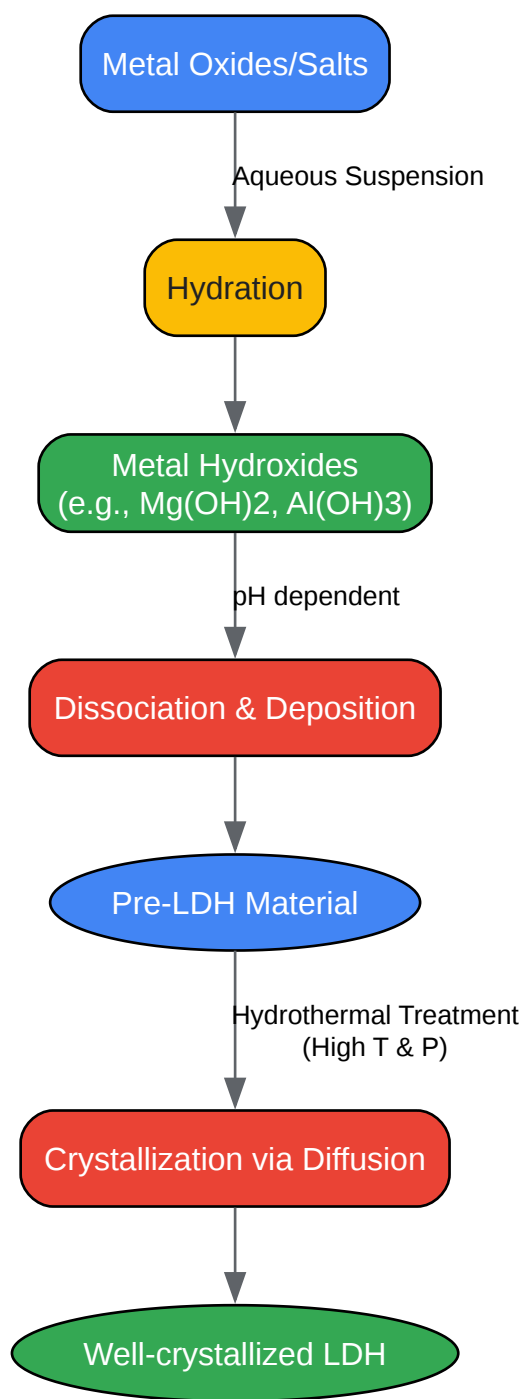 Metal Oxides/Salts
Aqueous Suspension
Hydration
Metal Hydroxides
(e.g., Mg(OH)2, Al(OH)3)
pH dependent
Dissociation & Deposition
Pre-LDH Material
Hydrothermal Treatment
(High T & P)
Crystallization via Diffusion
Well-crystallized LDH